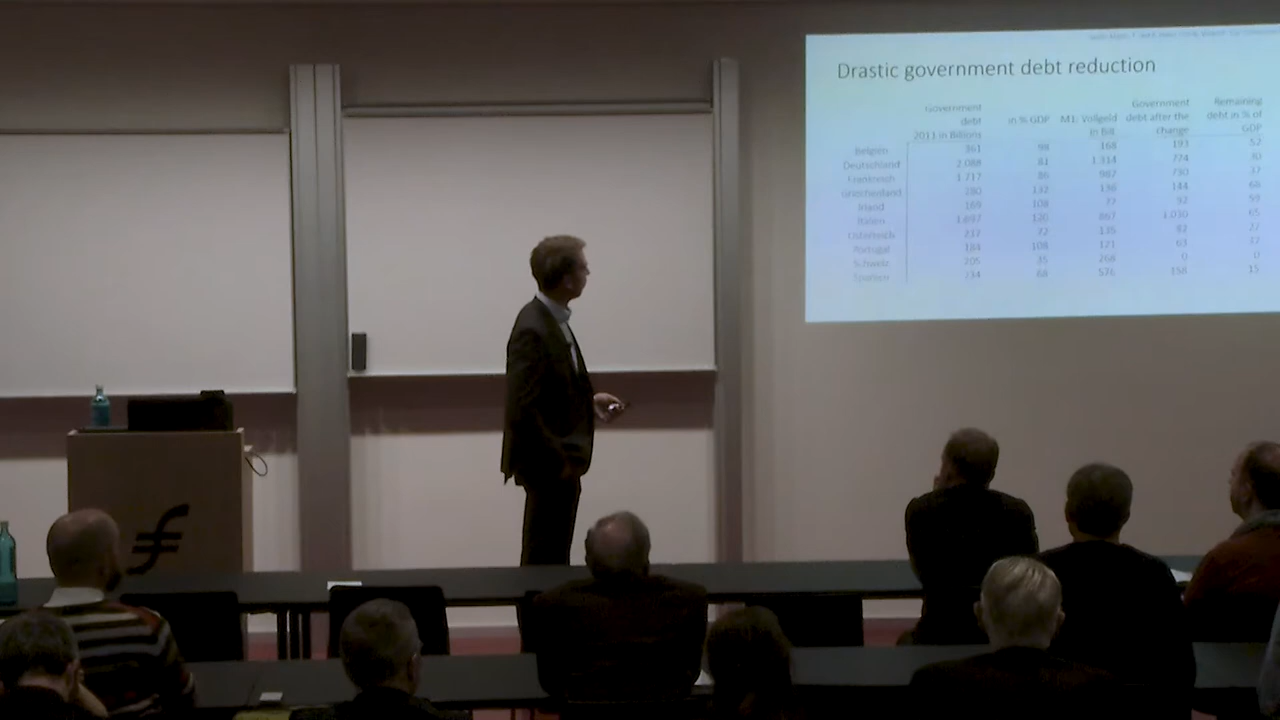 Drastic government debt reduction
Government debt 2011 in Billions in % GDP M1: Vollgeld in Bil. Government debt after the change Remaining debt in % of GDP
Belgien 361 98 168 193 52
Deutschland 2.088 81 1.314 774 30
Frankreich 1.717 86 987 730 37
Griechenland 280 132 136 144 68
Irland 169 108 77 92 59
Italien 1.897 120 867 1.030 65
Österreich 217 72 135 82 27
Portugal 184 108 121 63
Schweiz 205 35 268 0 0
Spanien 734 68 576 158 15